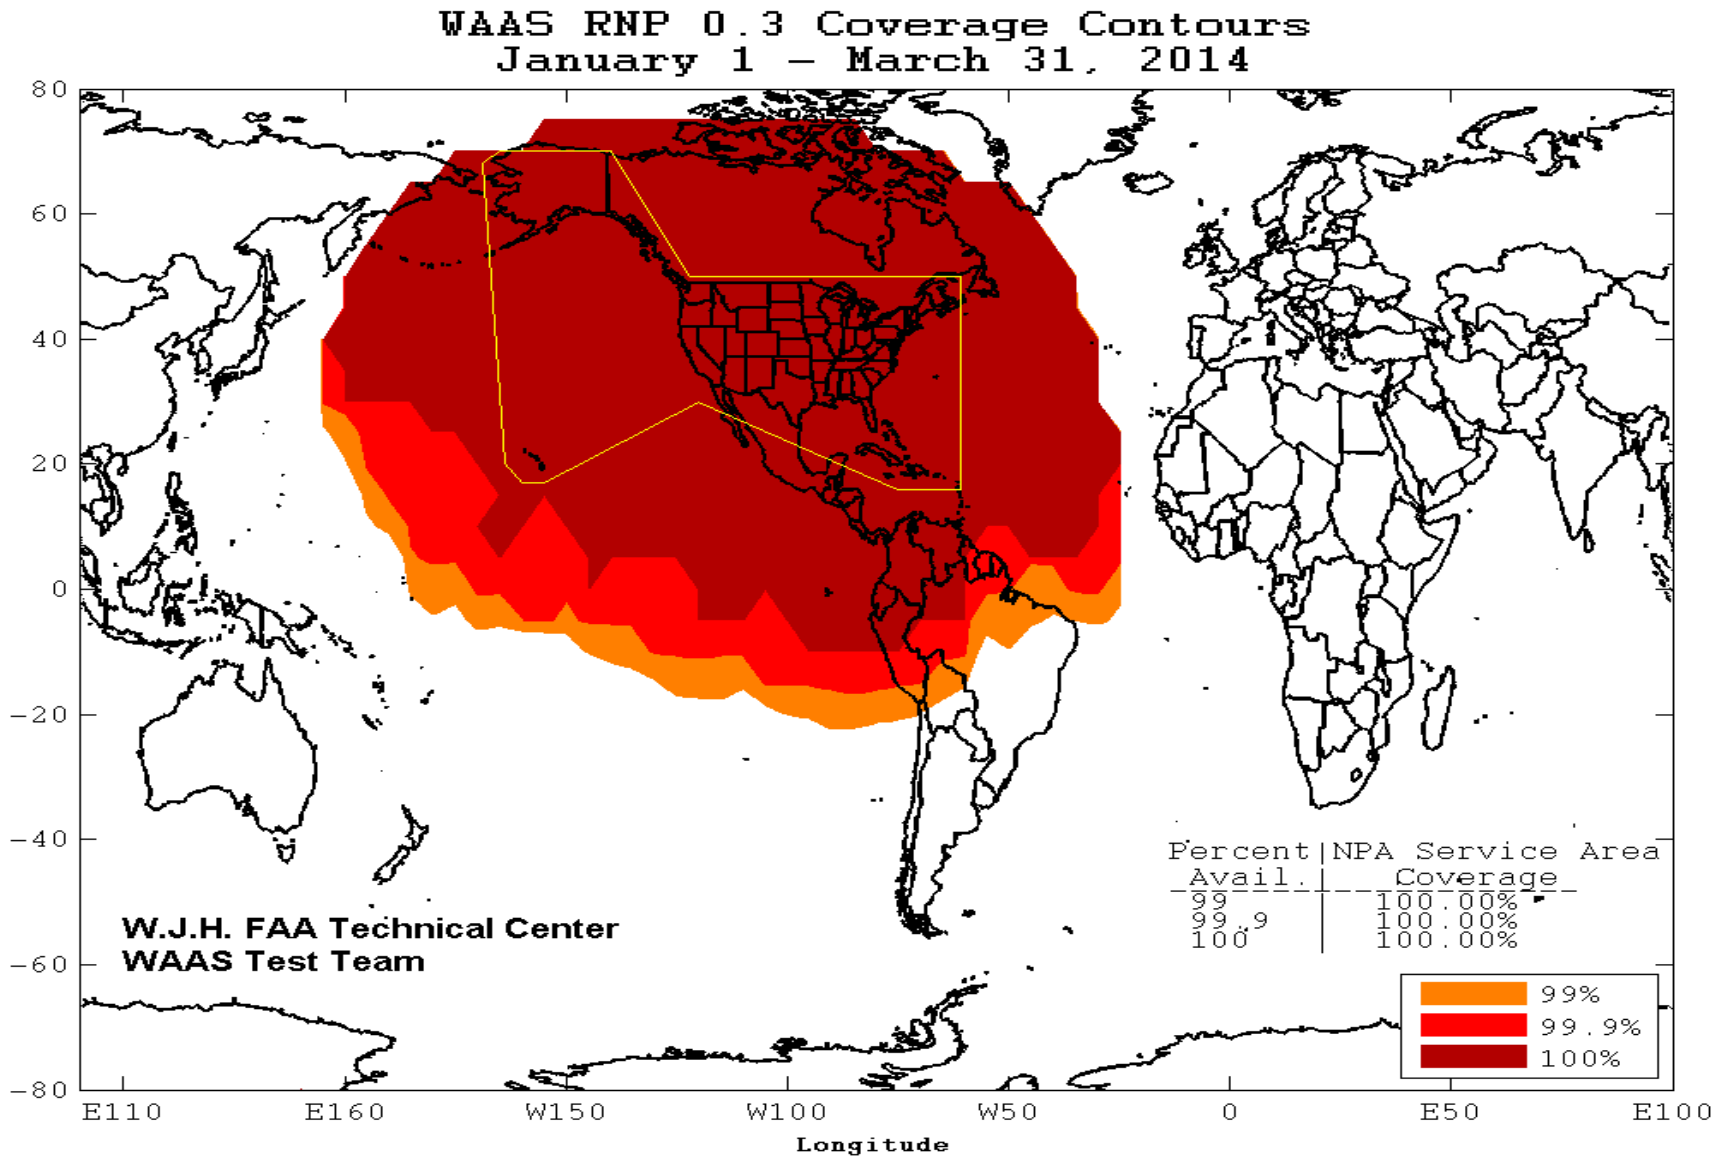 WAAS RNP 0.3 Coverage Contours
January 1 – March 31, 2014
80
60
40
20
0
-20
-40
-60
-80
Percent|NPA Service Area
Avail.| Coverage
99 | 100.00%
99.9 | 100.00%
100 | 100.00%
W.J.H. FAA Technical Center
WAAS Test Team
99%
99.9%
100%
E110 E160 W150 W100 W50 0 E50 E100
Longitude